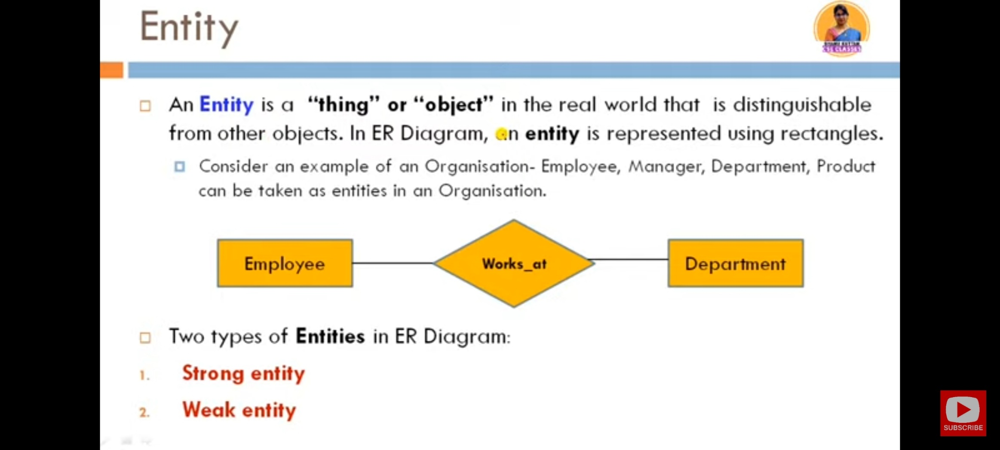 Entity
CSE CLASSES
An Entity is a “thing” or “object” in the real world that is distinguishable
from other objects. In ER Diagram, an entity is represented using rectangles.
Consider an example of an Organisation- Employee, Manager, Department, Product
can be taken as entities in an Organisation.
Employee
Works_at
Department
Two types of Entities in ER Diagram:
1. Strong entity
2. Weak entity
SUBSCRIBE